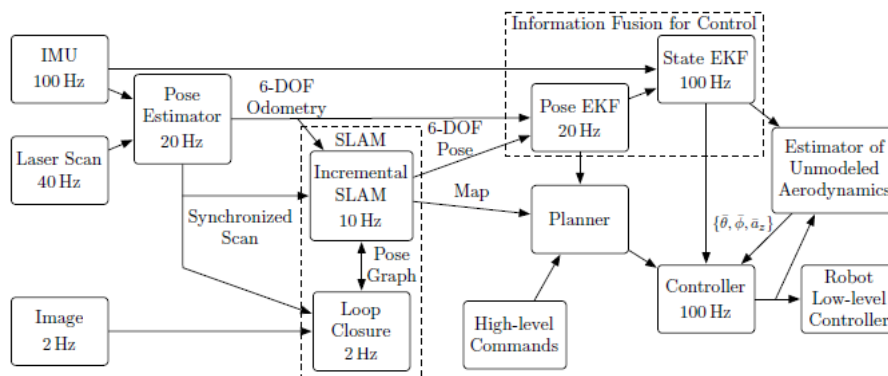 Information Fusion for Control
IMU
100 Hz
State EKF
100 Hz
Pose
Estimator
20 Hz
6-DOF
Odometry
Pose EKF
20 Hz
Laser Scan
40 Hz
SLAM
6-DOF
Pose
Estimator of
Unmodeled
Aerodynamics
Incremental
SLAM
10 Hz
Map
Synchronized
Scan
Planner
{θ̄, φ̄, ā_z}
Pose
Graph
Controller
100 Hz
Robot
Low-level
Controller
Image
2 Hz
Loop
Closure
2 Hz
High-level
Commands